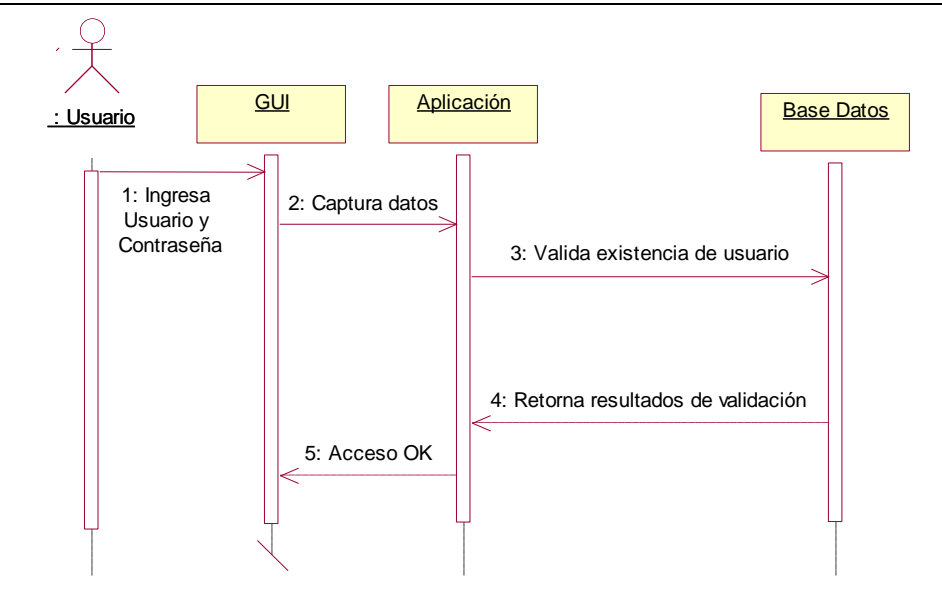 : Usuario
GUI
Aplicación
Base Datos
1: Ingresa
Usuario y
Contraseña
2: Captura datos
3: Valida existencia de usuario
4: Retorna resultados de validación
5: Acceso OK